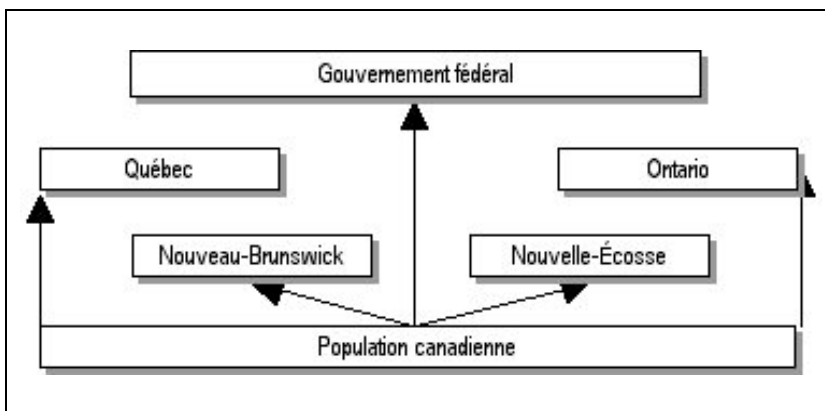 Gouvernement fédéral
Québec
Ontario
Nouveau-Brunswick
Nouvelle-Écosse
Population canadienne